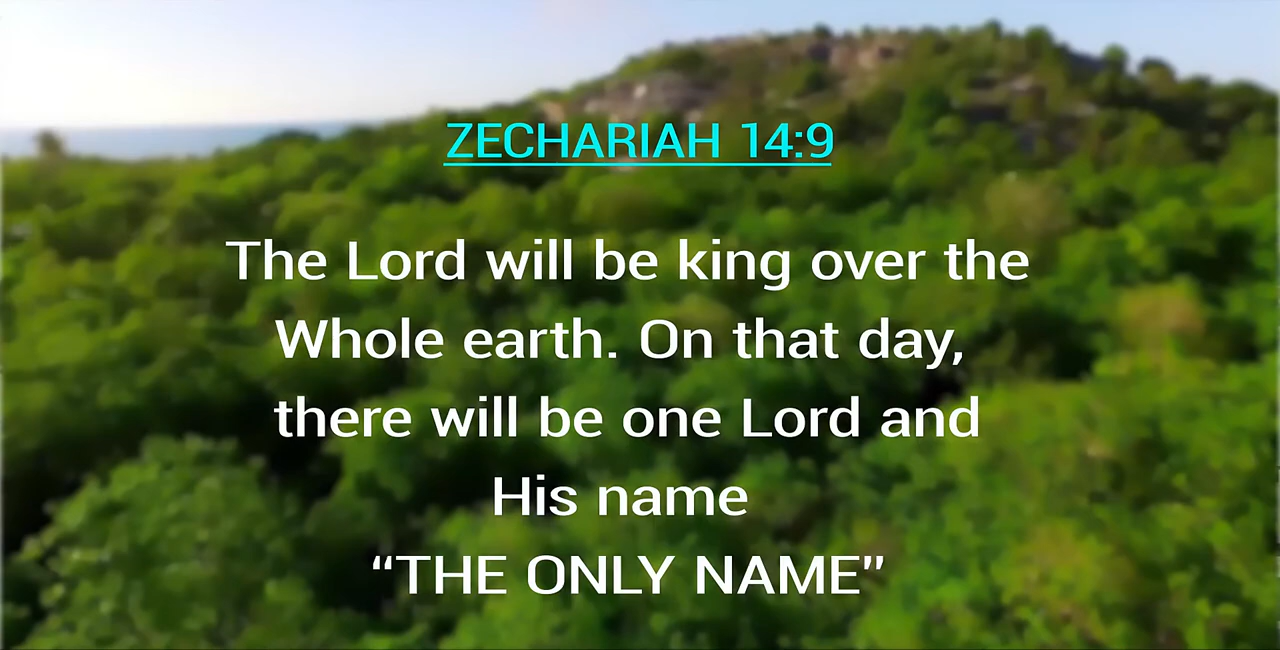 ZECHARIAH 14:9
The Lord will be king over the
Whole earth. On that day,
there will be one Lord and
His name
“THE ONLY NAME”